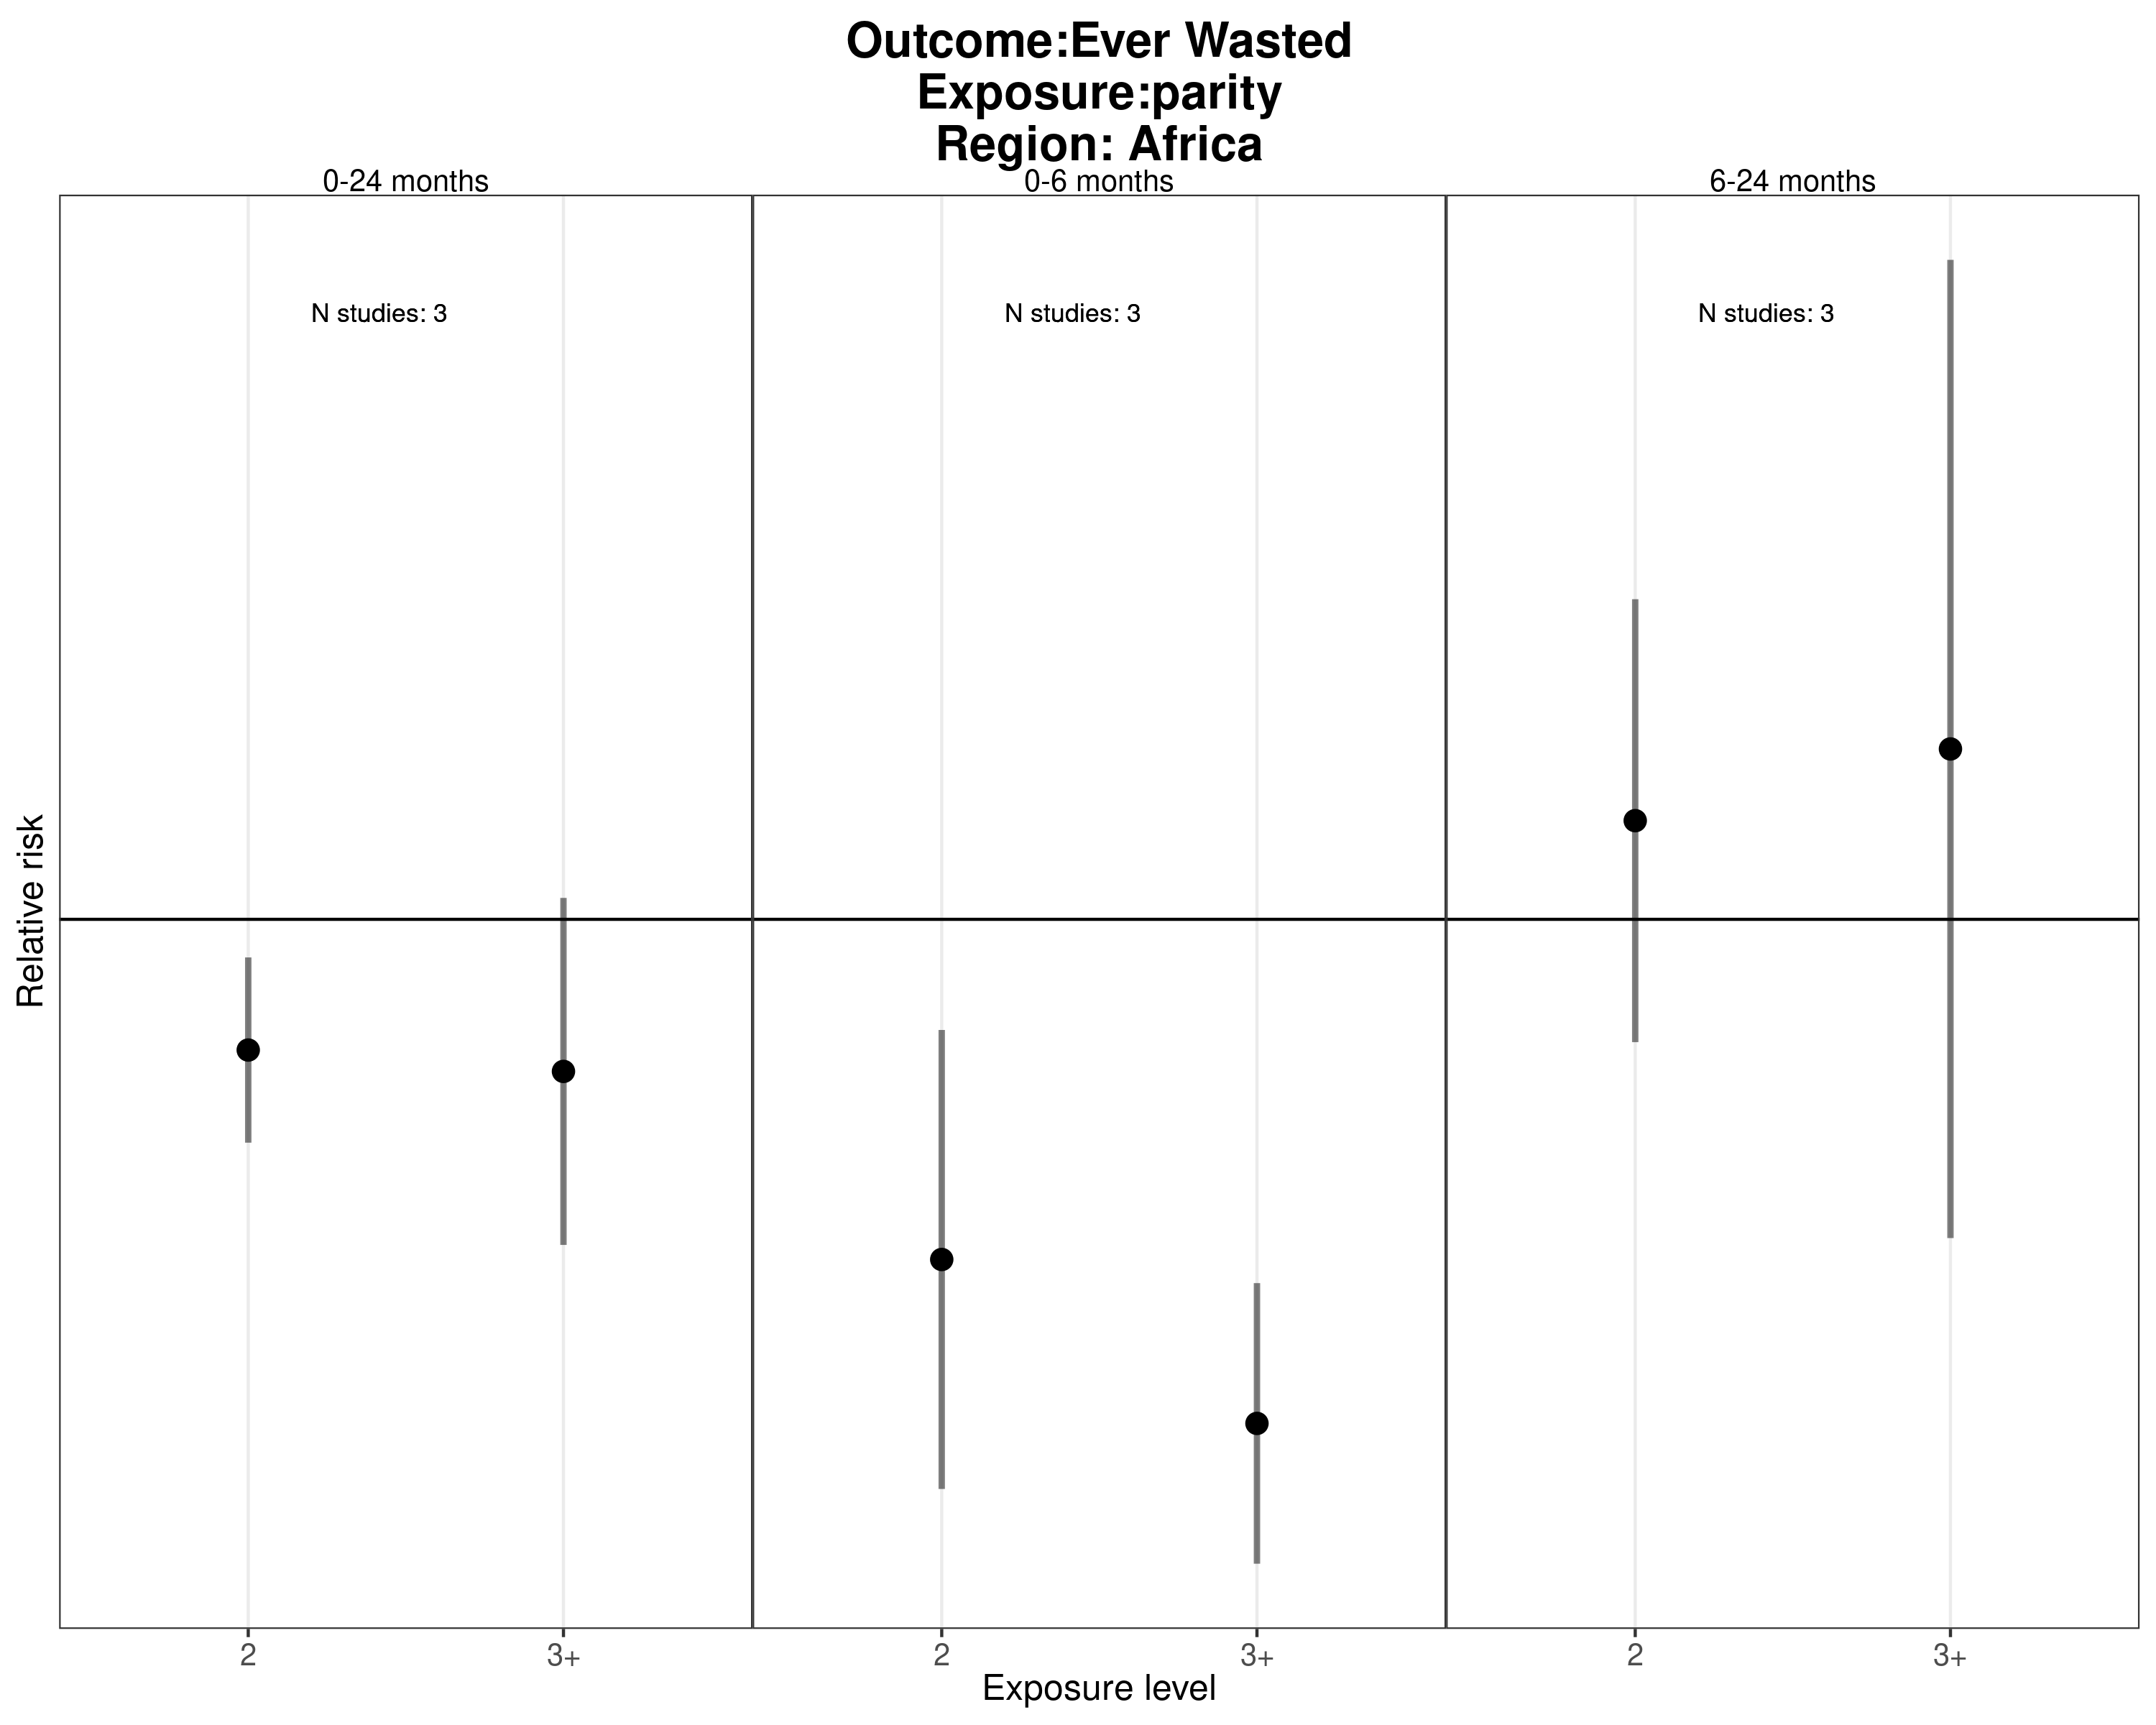 Outcome:Ever Wasted
Exposure:parity
Region: Africa
0-24 months
0-6 months
6-24 months
N studies: 3
N studies: 3
N studies: 3
Relative risk
2
3+
2
3+
2
3+
Exposure level